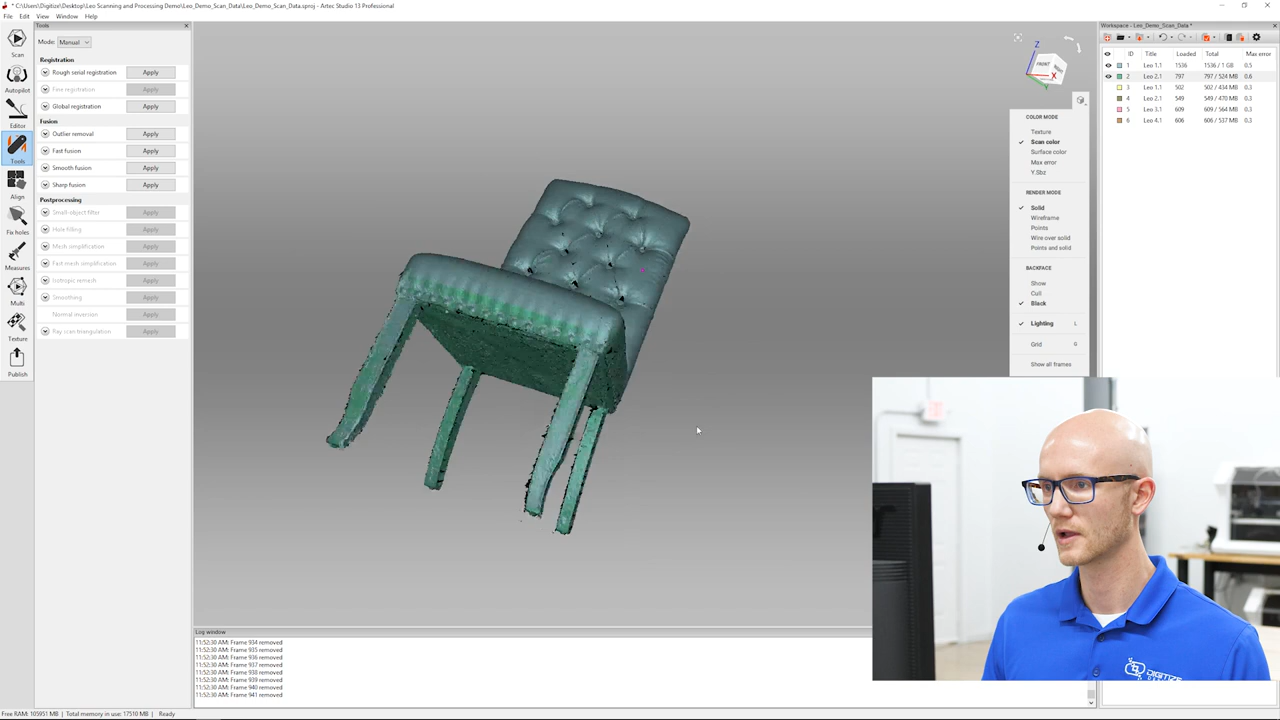 * C:\Users\Digitize\Desktop\Leo Scanning and Processing Demo\Leo_Demo_Scan_Data\Leo_Demo_Scan_Data.sproj - Artec Studio 13 Professional
File Edit View Window Help
Tools
Scan
Autopilot
Editor
Tools
Align
Fix holes
Measures
Multi
Texture
Publish
Mode: Manual
Registration
Rough serial registration Apply
Fine registration Apply
Global registration Apply
Fusion
Outlier removal Apply
Fast fusion Apply
Smooth fusion Apply
Sharp fusion Apply
Postprocessing
Small-object filter Apply
Hole filling Apply
Mesh simplification Apply
Fast mesh simplification Apply
Isotropic remesh Apply
Smoothing Apply
Normal inversion Apply
Ray scan triangulation Apply
Z
FRONT
RIGHT
X
Y
COLOR MODE
Texture
Scan color
Surface color
Max error
RENDER MODE
Solid
Wireframe
Points
Wire over solid
Points and solid
BACKFACE
Show
Cull
Black
Lighting L
Grid G
Show all frames
Workspace - Leo_Demo_Scan_Data *
ID Title Loaded Total Max error
1 Leo 1.1 1536 1536 / 1 GB 0.5
2 Leo 2.1 797 797 / 524 MB 0.6
3 Leo 1.1 502 502 / 434 MB 0.3
4 Leo 2.1 549 549 / 470 MB 0.3
5 Leo 3.1 609 609 / 564 MB 0.3
6 Leo 4.1 606 606 / 537 MB 0.3
Log window
11:52:30 AM: Frame 934 removed
11:52:30 AM: Frame 935 removed
11:52:30 AM: Frame 936 removed
11:52:30 AM: Frame 937 removed
11:52:30 AM: Frame 938 removed
11:52:30 AM: Frame 939 removed
11:52:30 AM: Frame 940 removed
11:52:30 AM: Frame 941 removed
DIGITIZE
Free RAM: 105951 MB | Total memory in use: 17510 MB | Ready